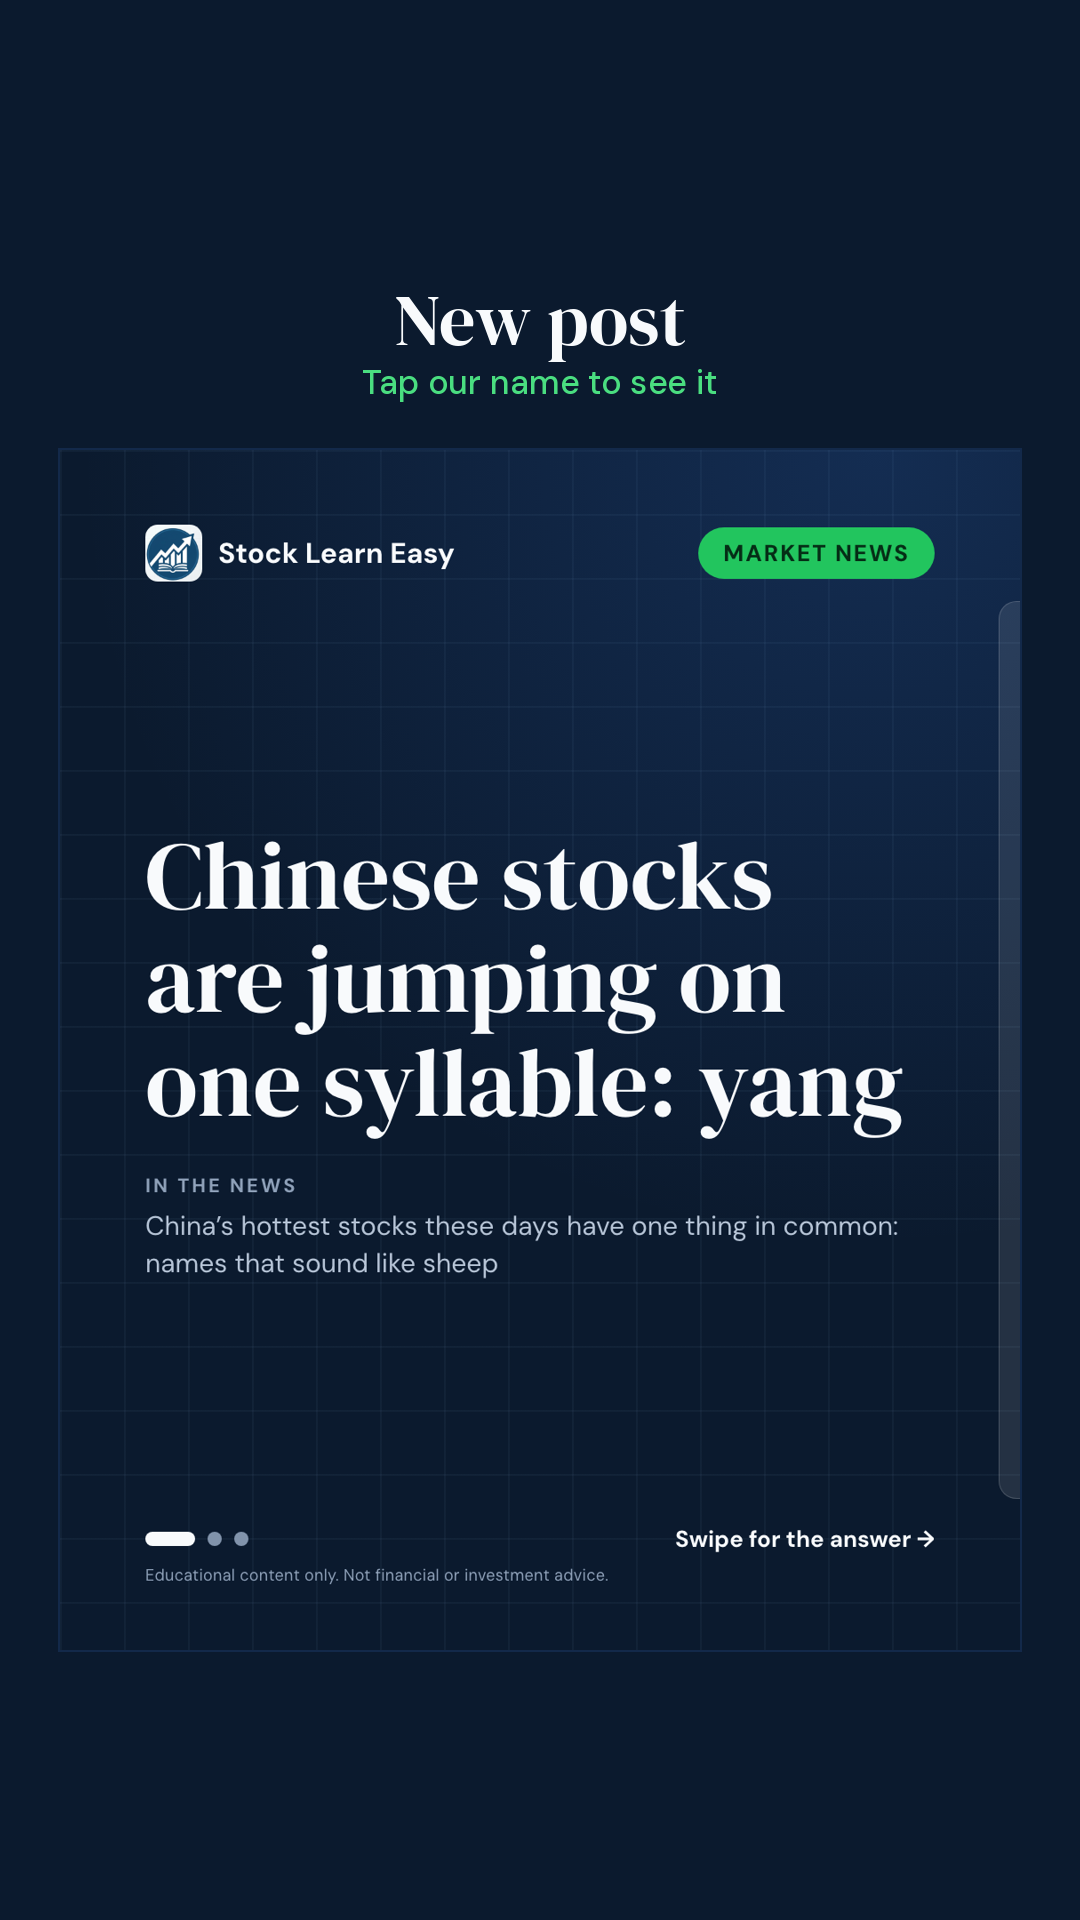 New post
Tap our name to see it
Stock Learn Easy
MARKET NEWS
Chinese stocks
are jumping on
one syllable: yang
IN THE NEWS
China’s hottest stocks these days have one thing in common:
names that sound like sheep
Swipe for the answer →
Educational content only. Not financial or investment advice.